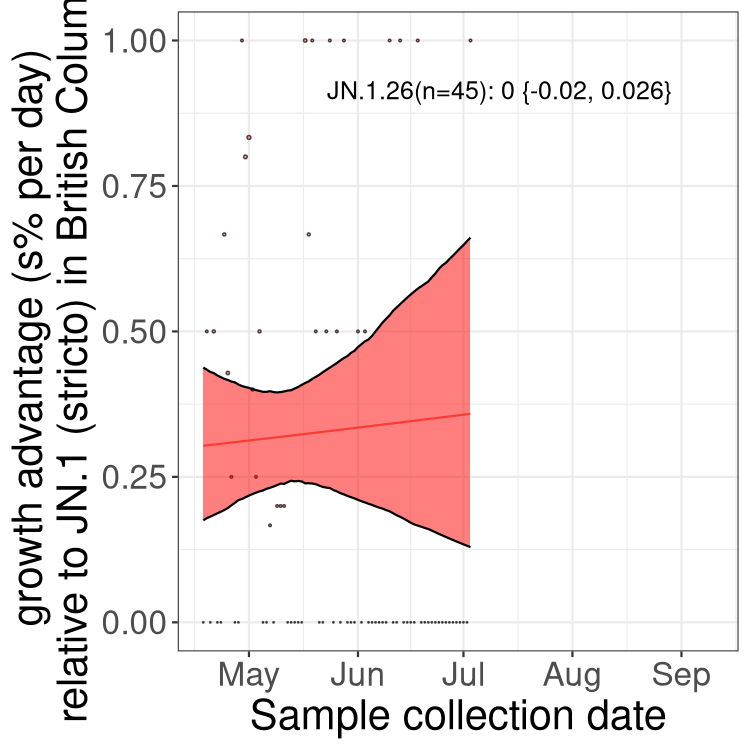 growth advantage (s% per day)
relative to JN.1 (stricto) in British Colum
1.00
0.75
0.50
0.25
0.00
JN.1.26(n=45): 0 {-0.02, 0.026}
May Jun Jul Aug Sep
Sample collection date